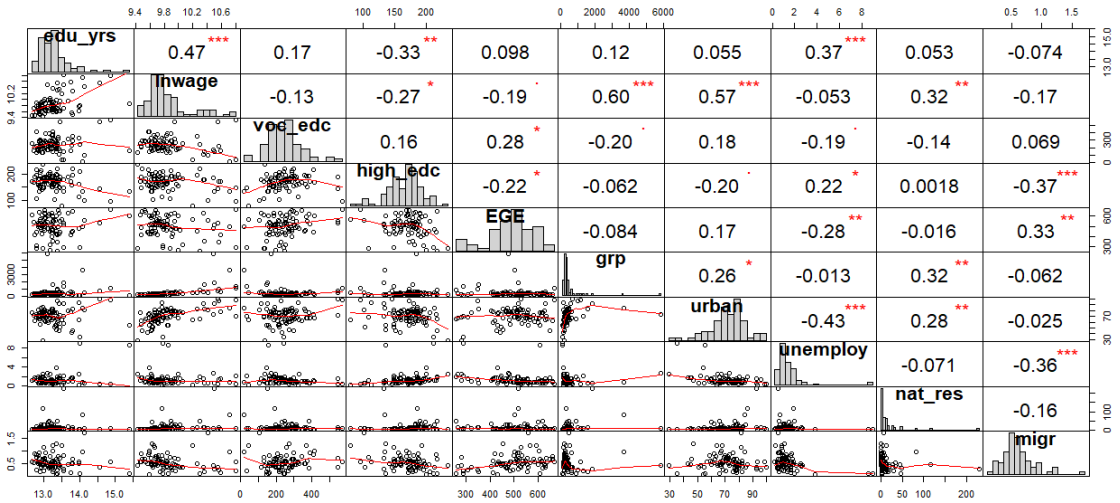 9.4 9.8 10.2 10.6 100 150 200 0 2000 4000 6000 0 2 4 6 8 0.5 1.0 1.5
edu_yrs 0.47 *** 0.17 -0.33 ** 0.098 0.12 0.055 0.37 *** 0.053 -0.074 13.0 15.0
9.4 10.2 lnwage -0.13 -0.27 * -0.19 . 0.60 *** 0.57 *** -0.053 0.32 ** -0.17
voc_edc 0.16 0.28 * -0.20 . 0.18 -0.19 . -0.14 0.069 0 300
100 200 high_edc -0.22 * -0.062 -0.20 . 0.22 * 0.0018 -0.37 ***
EGE -0.084 0.17 -0.28 ** -0.016 0.33 ** 300 600
0 3000 grp 0.26 * -0.013 0.32 ** -0.062
urban -0.43 *** 0.28 ** -0.025 30 70
0 4 8 unemploy -0.071 -0.36 ***
nat_res -0.16 0 100
0.5 1.5 migr
13.0 14.0 15.0 0 200 400 300 400 500 600 30 50 70 90 0 50 100 200